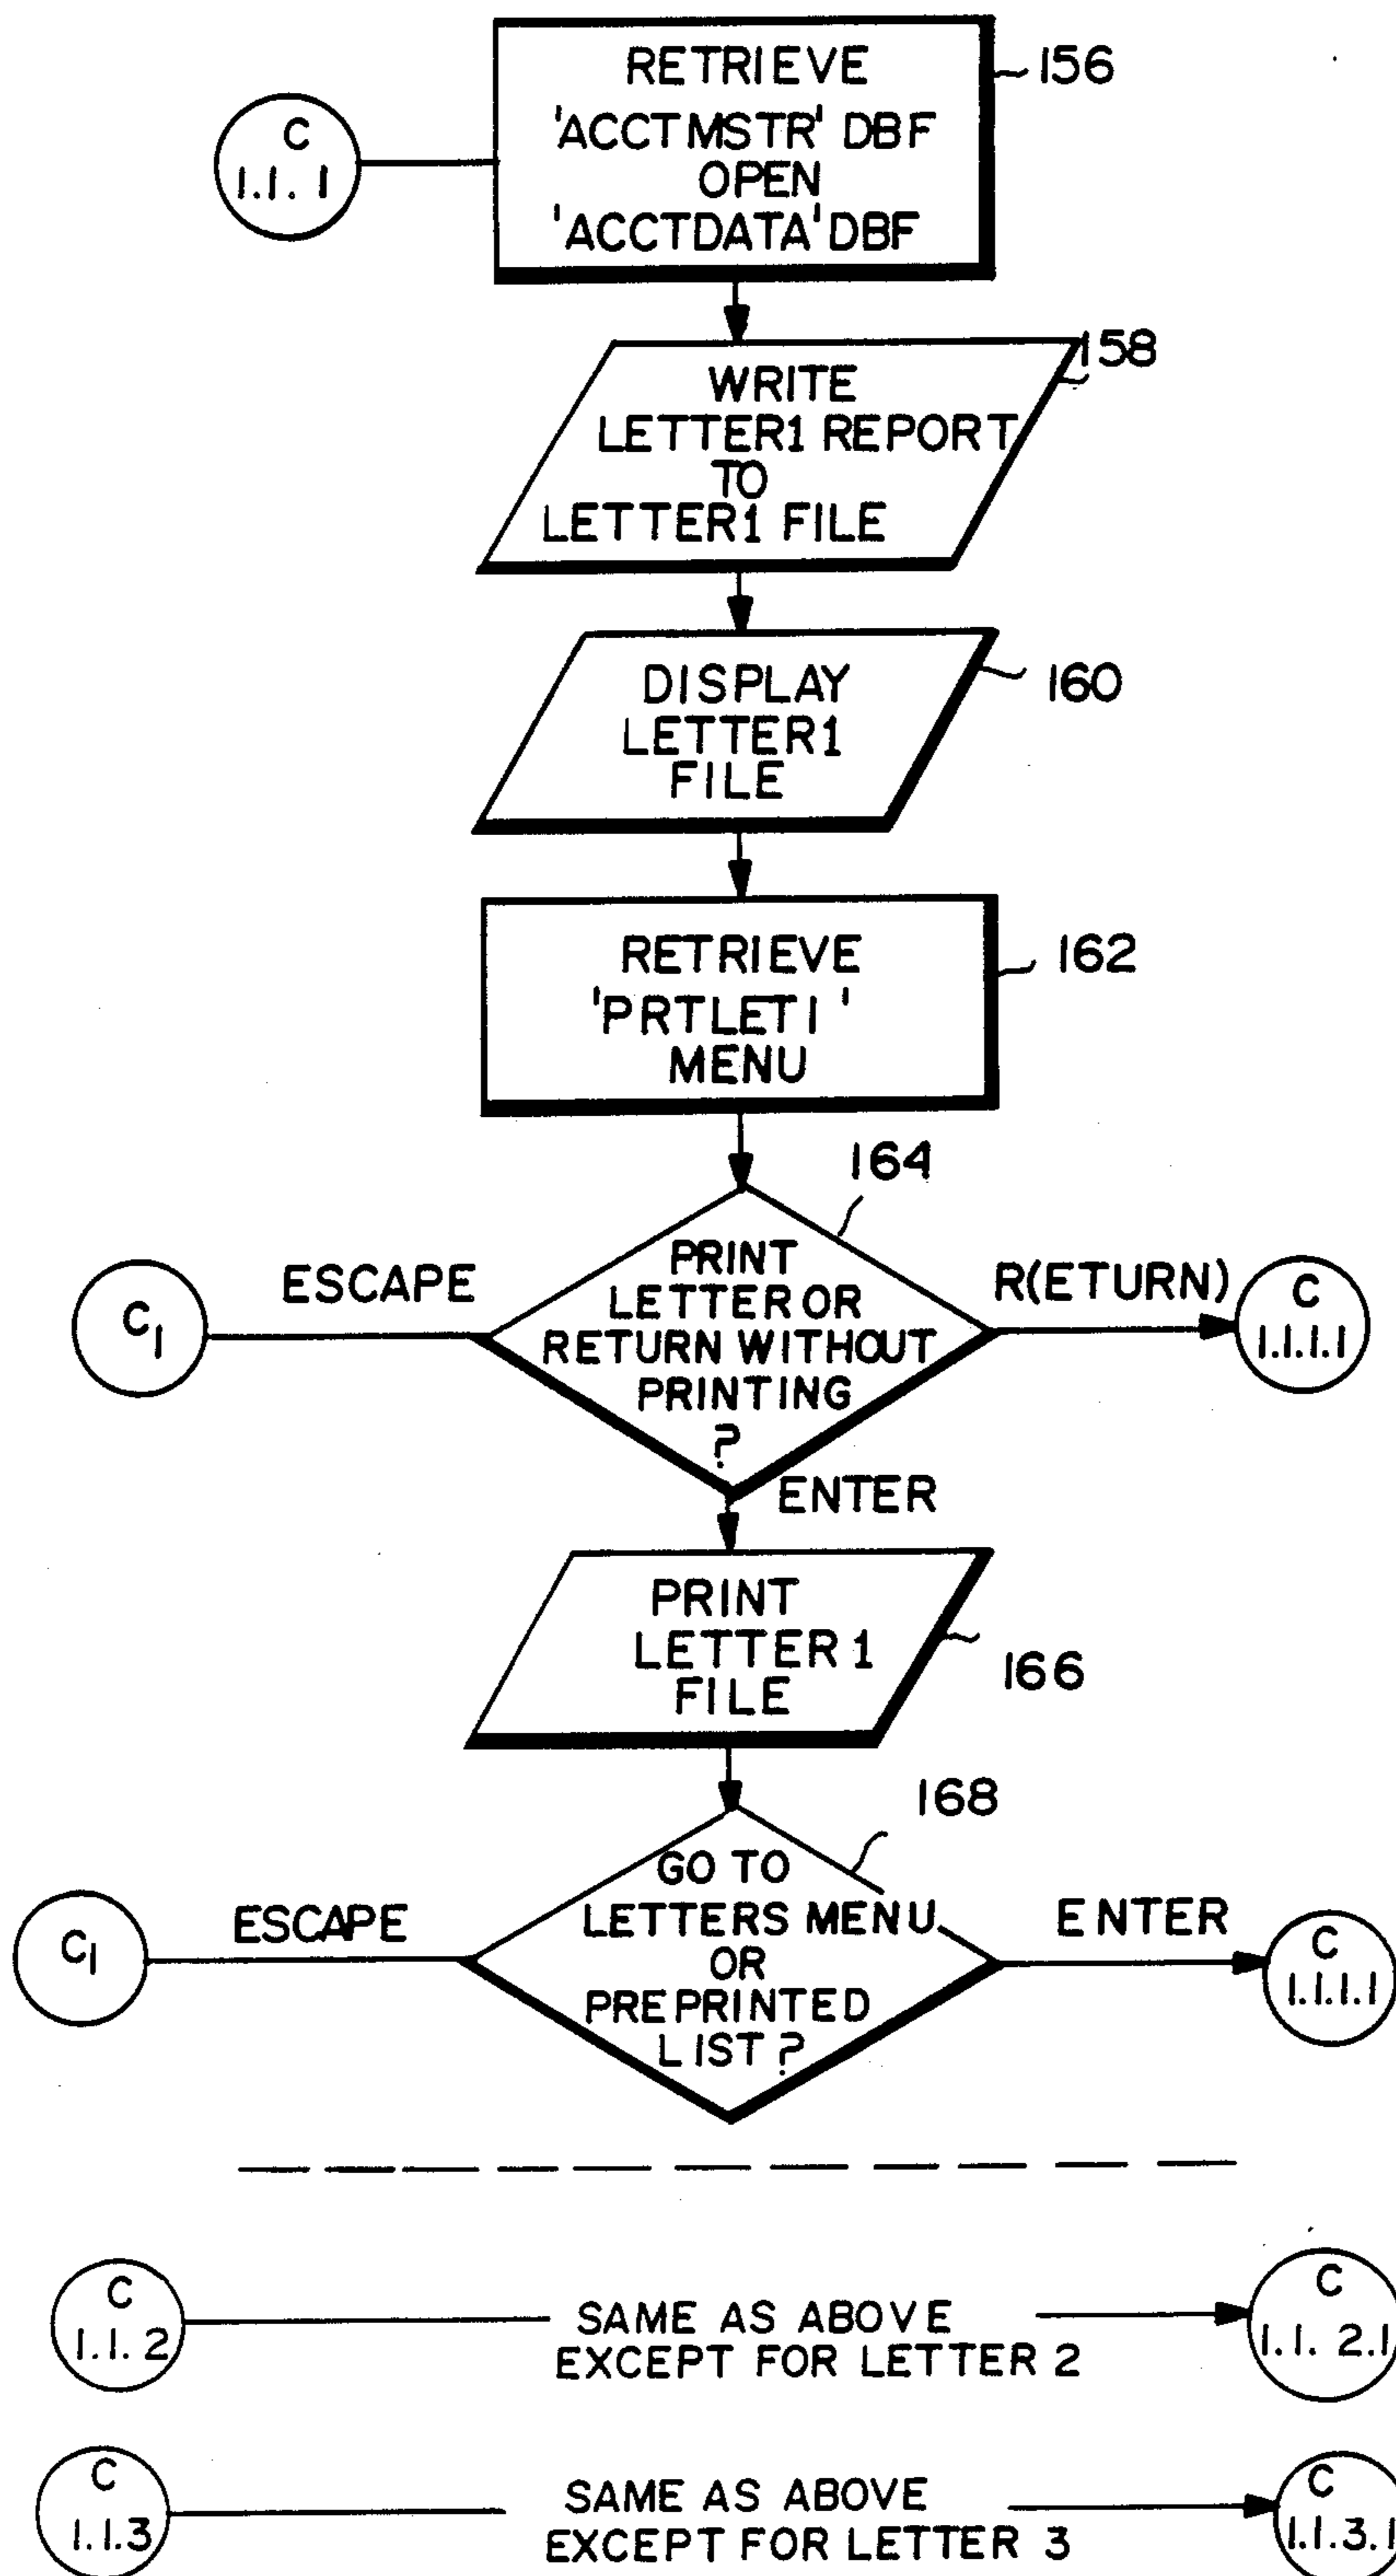 RETRIEVE
'ACCTMSTR' DBF
OPEN
'ACCTDATA' DBF
156
C
1.1.1
WRITE
LETTER1 REPORT
TO
LETTER1 FILE
158
DISPLAY
LETTER1
FILE
160
RETRIEVE
'PRTLET1'
MENU
162
164
PRINT
LETTER OR
RETURN WITHOUT
PRINTING
?
ESCAPE
C1
R(ETURN)
C
1.1.1.1
ENTER
PRINT
LETTER 1
FILE
166
168
GO TO
LETTERS MENU
OR
PREPRINTED
LIST?
ESCAPE
C1
ENTER
C
1.1.1.1
C
1.1.2
SAME AS ABOVE
EXCEPT FOR LETTER 2
C
1.1.2.1
C
1.1.3
SAME AS ABOVE
EXCEPT FOR LETTER 3
C
1.1.3.1